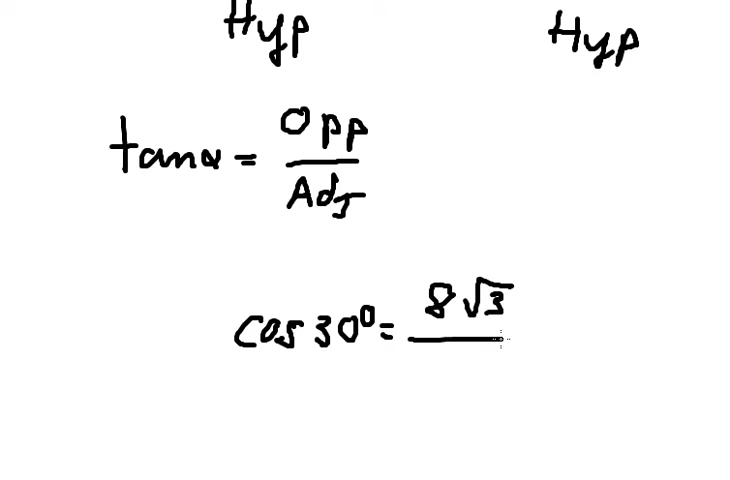 Hyp Hyp
tanα = Opp / Adj
cos 30° = 8√3